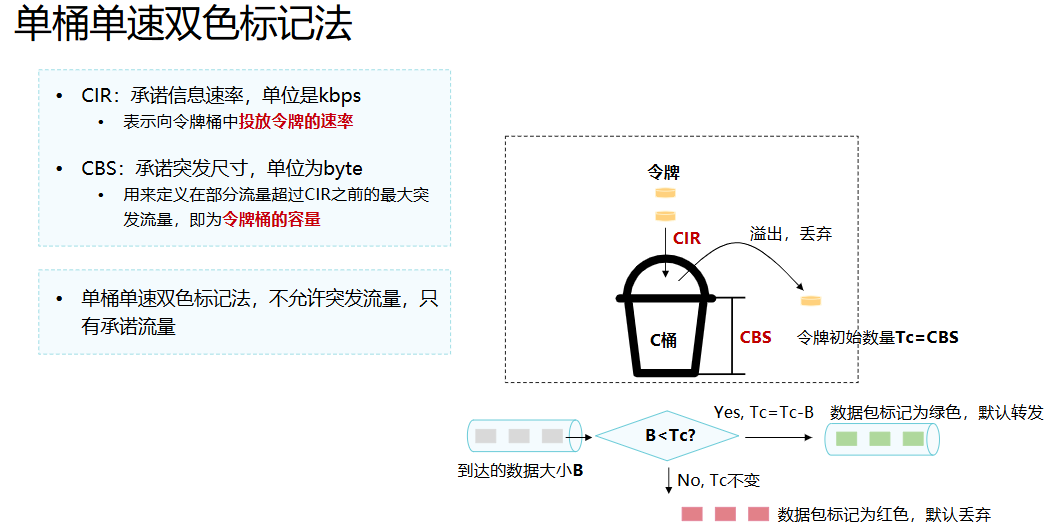 单桶单速双色标记法
• CIR：承诺信息速率，单位是kbps
• 表示向令牌桶中投放令牌的速率
• CBS：承诺突发尺寸，单位为byte
• 用来定义在部分流量超过CIR之前的最大突
发流量，即为令牌桶的容量
• 单桶单速双色标记法，不允许突发流量，只
有承诺流量
令牌
CIR
溢出，丢弃
C桶
CBS
令牌初始数量Tc=CBS
Yes, Tc=Tc-B
数据包标记为绿色，默认转发
B<Tc?
到达的数据大小B
No, Tc不变
数据包标记为红色，默认丢弃